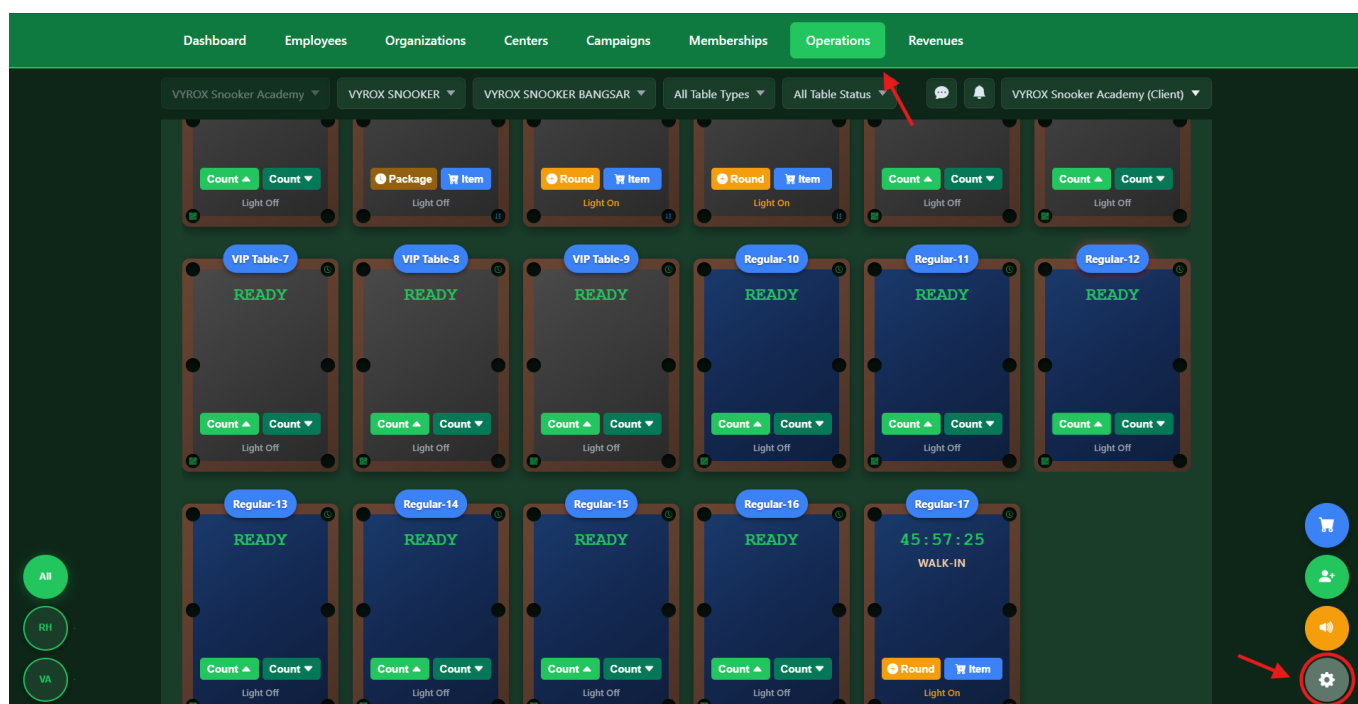 Dashboard Employees Organizations Centers Campaigns Memberships Operations Revenues
VYROX Snooker Academy VYROX SNOOKER VYROX SNOOKER BANGSAR All Table Types All Table Status VYROX Snooker Academy (Client)
Count Count Package Item Round Item Round Item Count Count Count Count
Light Off Light Off Light On Light On Light Off Light Off
VIP Table-7 VIP Table-8 VIP Table-9 Regular-10 Regular-11 Regular-12
READY READY READY READY READY READY
Count Count Count Count Count Count Count Count Count Count Count Count
Light Off Light Off Light Off Light Off Light Off Light Off
Regular-13 Regular-14 Regular-15 Regular-16 Regular-17
READY READY READY READY 45:57:25
WALK-IN
All
RH
Count Count Count Count Count Count Count Count Round Item
VA
Light Off Light Off Light Off Light Off Light On